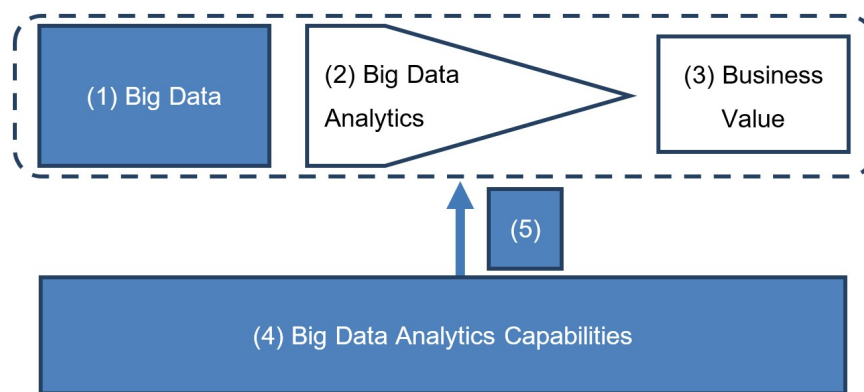 (1) Big Data
(2) Big Data
Analytics
(3) Business
Value
(5)
(4) Big Data Analytics Capabilities